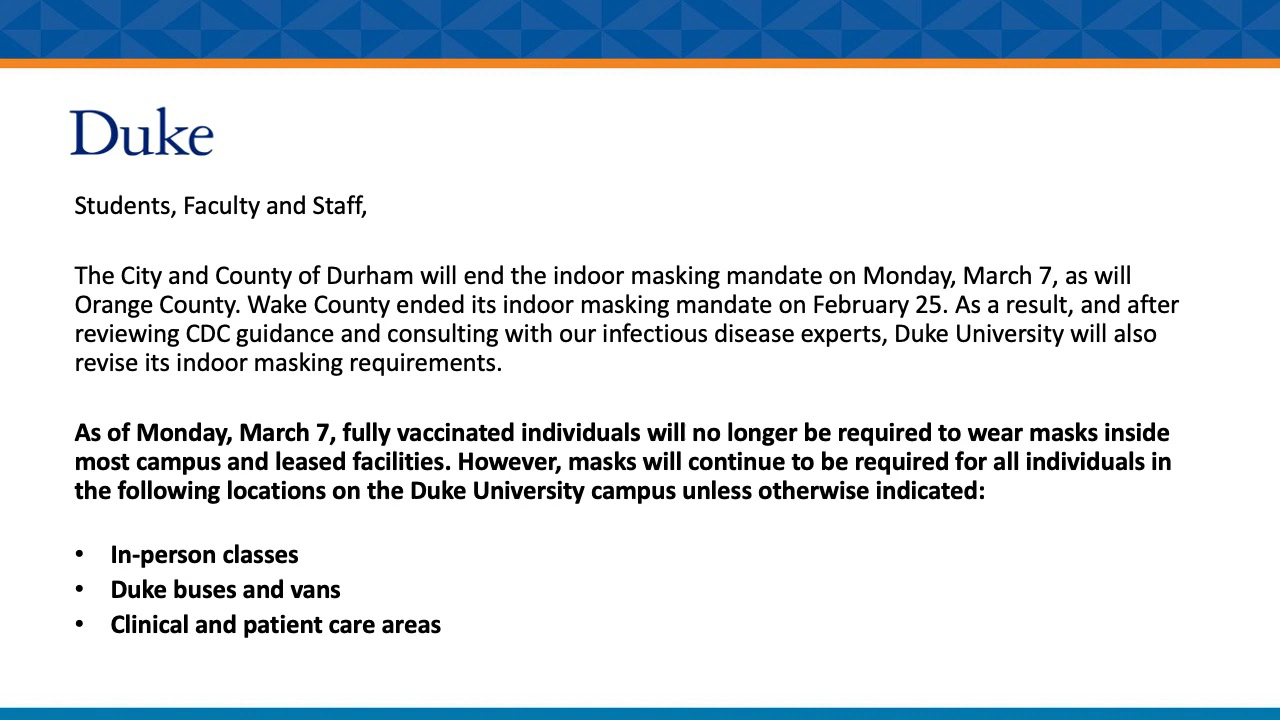 Duke
Students, Faculty and Staff,
The City and County of Durham will end the indoor masking mandate on Monday, March 7, as will
Orange County. Wake County ended its indoor masking mandate on February 25. As a result, and after
reviewing CDC guidance and consulting with our infectious disease experts, Duke University will also
revise its indoor masking requirements.
As of Monday, March 7, fully vaccinated individuals will no longer be required to wear masks inside
most campus and leased facilities. However, masks will continue to be required for all individuals in
the following locations on the Duke University campus unless otherwise indicated:
• In-person classes
• Duke buses and vans
• Clinical and patient care areas